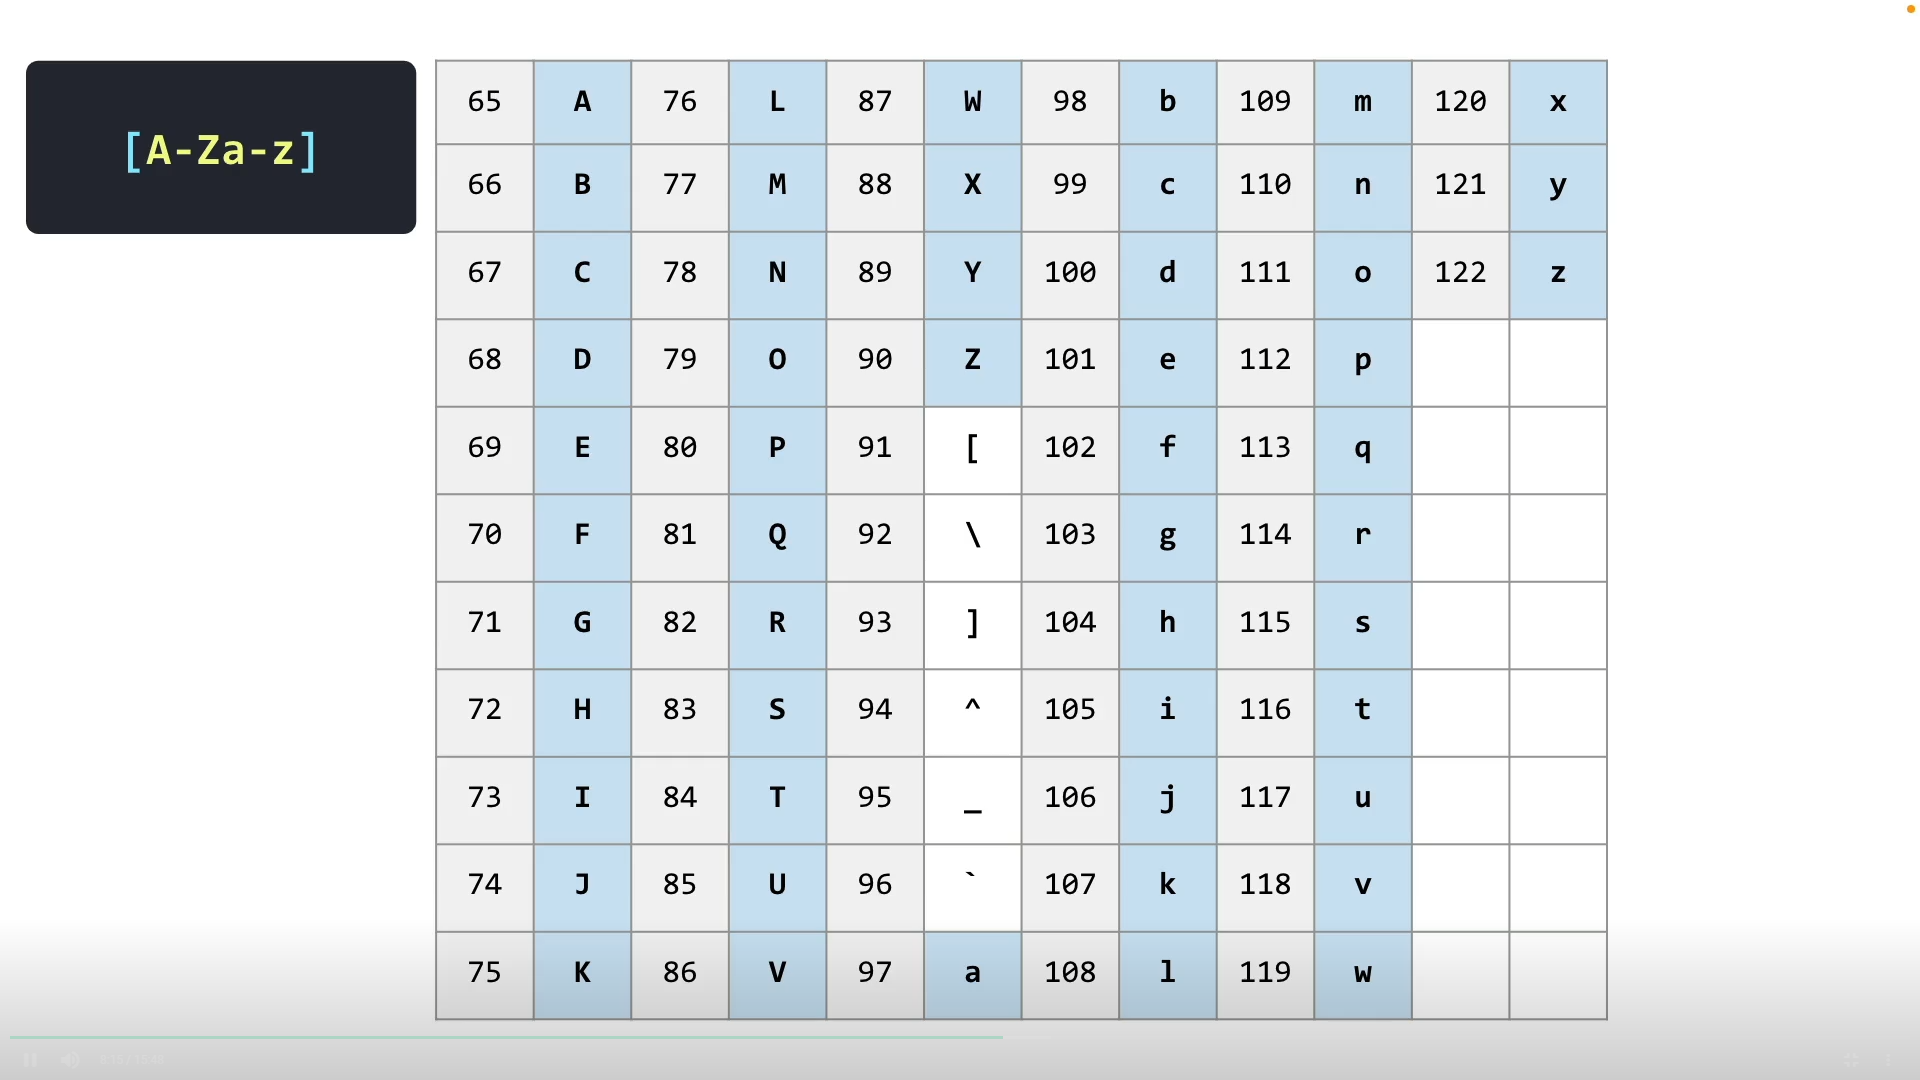 [A-Za-z]
65 A 76 L 87 W 98 b 109 m 120 x
66 B 77 M 88 X 99 c 110 n 121 y
67 C 78 N 89 Y 100 d 111 o 122 z
68 D 79 O 90 Z 101 e 112 p
69 E 80 P 91 [ 102 f 113 q
70 F 81 Q 92 \ 103 g 114 r
71 G 82 R 93 ] 104 h 115 s
72 H 83 S 94 ^ 105 i 116 t
73 I 84 T 95 _ 106 j 117 u
74 J 85 U 96 ` 107 k 118 v
75 K 86 V 97 a 108 l 119 w